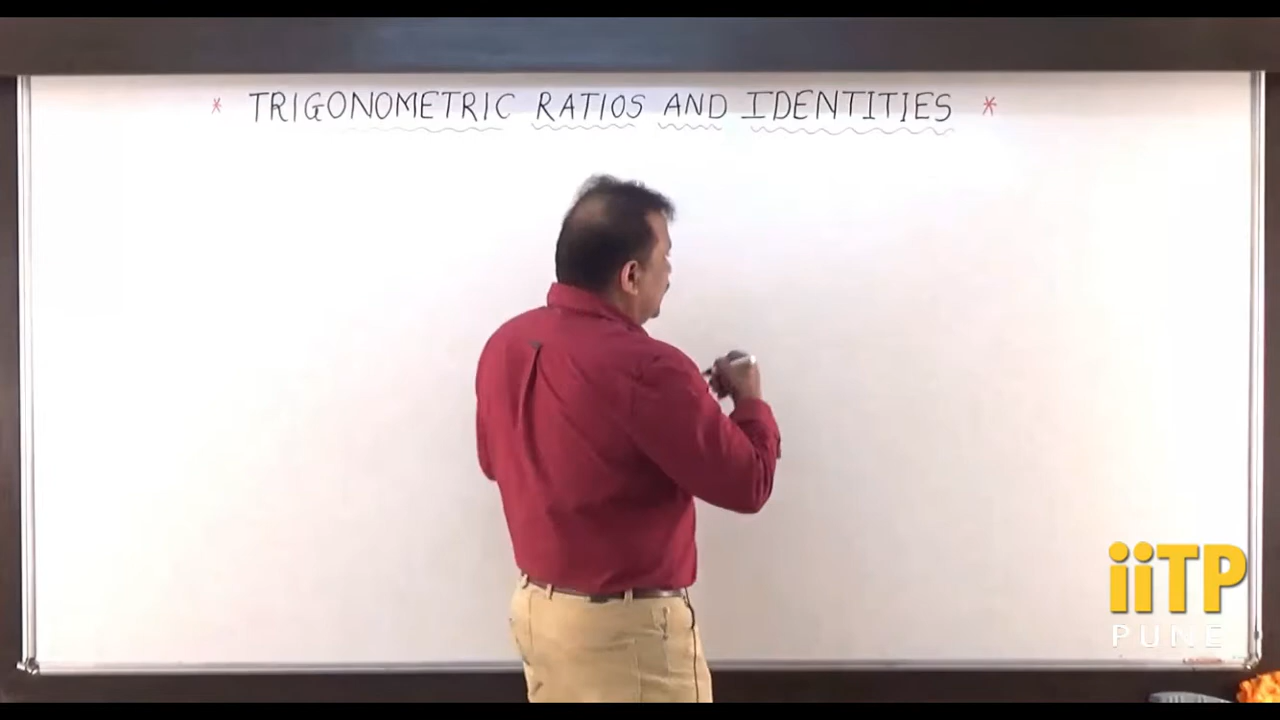 * TRIGONOMETRIC RATIOS AND IDENTITIES *
iiTP
PUNE